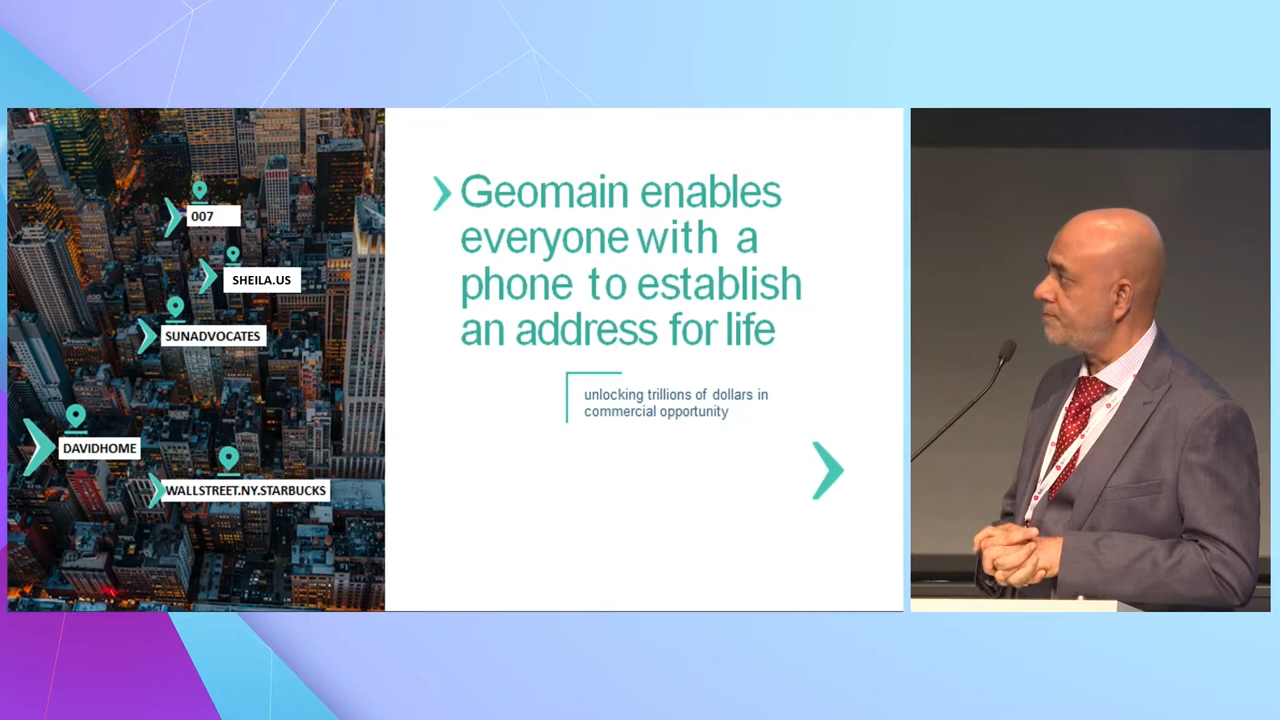 007
SHEILA.US
SUNADVOCATES
DAVIDHOME
WALLSTREET.NY.STARBUCKS
Geomain enables
everyone with a
phone to establish
an address for life
unlocking trillions of dollars in
commercial opportunity